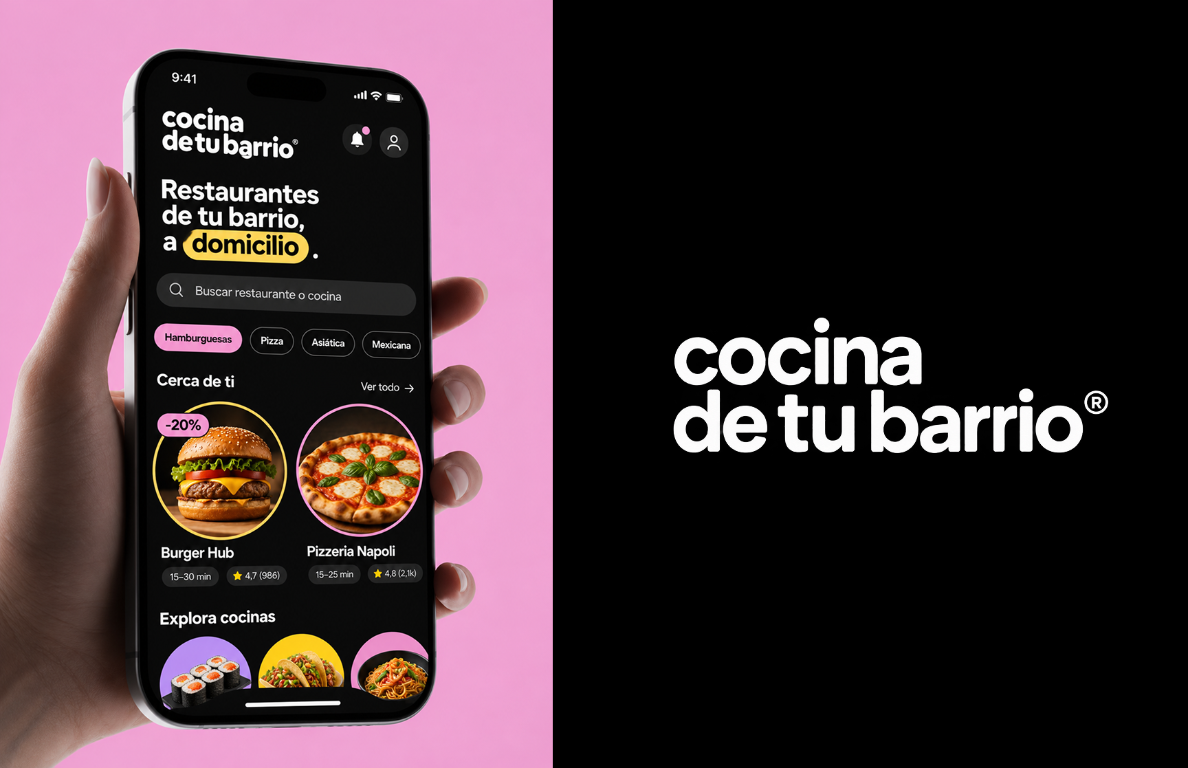 9:41
cocina
de tu barrio®
Restaurantes
de tu barrio,
a domicilio.
Buscar restaurante o cocina
Hamburguesas
Pizza
Asiática
Mexicana
Cerca de ti
Ver todo →
-20%
Burger Hub
15–30 min
4,7 (986)
Pizzeria Napoli
15–25 min
4,8 (2,1k)
Explora cocinas
cocina
de tu barrio®